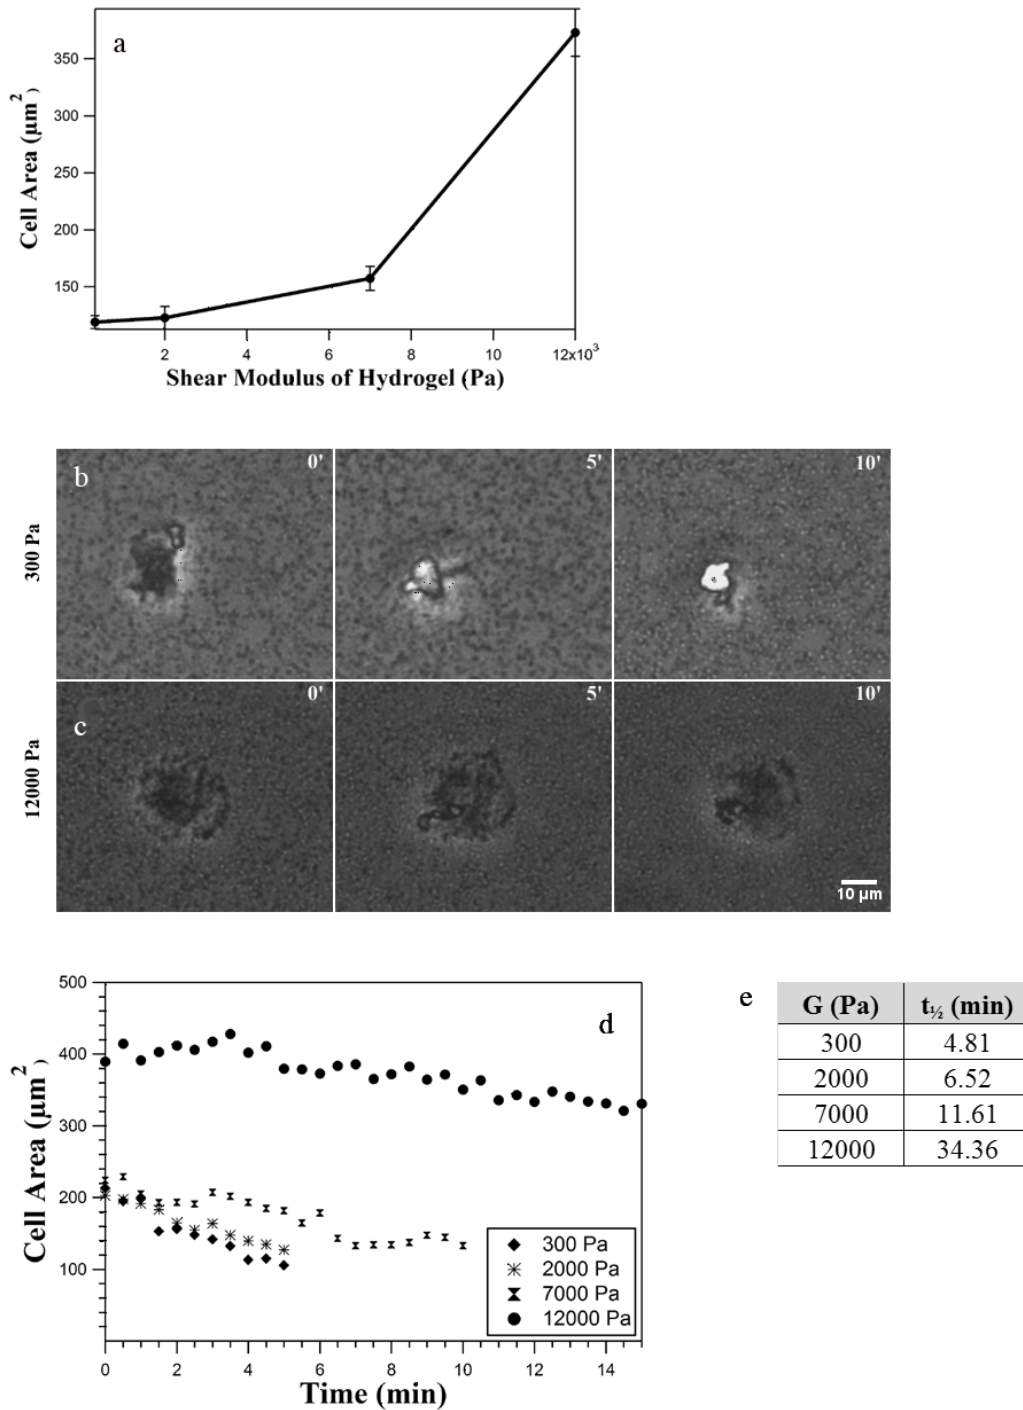 a
350
300
250
200
150
Cell Area (µm²)
2
4
6
8
10
12x10³
Shear Modulus of Hydrogel (Pa)
b
0'
5'
10'
300 Pa
c
0'
5'
10'
12000 Pa
10 µm
d
500
400
300
200
100
Cell Area (µm²)
300 Pa
2000 Pa
7000 Pa
12000 Pa
0
2
4
6
8
10
12
14
Time (min)
e
G (Pa) t½ (min)
300 4.81
2000 6.52
7000 11.61
12000 34.36